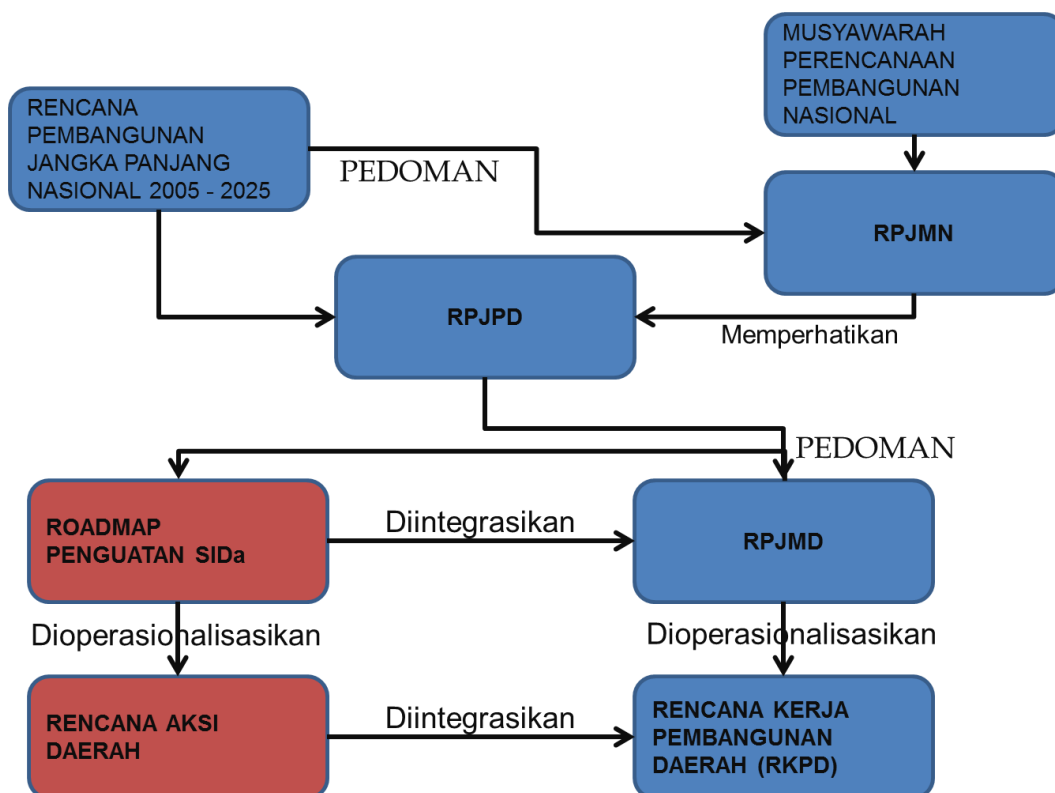 MUSYAWARAH
PERENCANAAN
PEMBANGUNAN
NASIONAL
RENCANA
PEMBANGUNAN
JANGKA PANJANG
NASIONAL 2005 - 2025
PEDOMAN
RPJMN
RPJPD
Memperhatikan
PEDOMAN
ROADMAP
PENGUATAN SIDa
Diintegrasikan
RPJMD
Dioperasionalisasikan
Dioperasionalisasikan
RENCANA AKSI
DAERAH
Diintegrasikan
RENCANA KERJA
PEMBANGUNAN
DAERAH (RKPD)